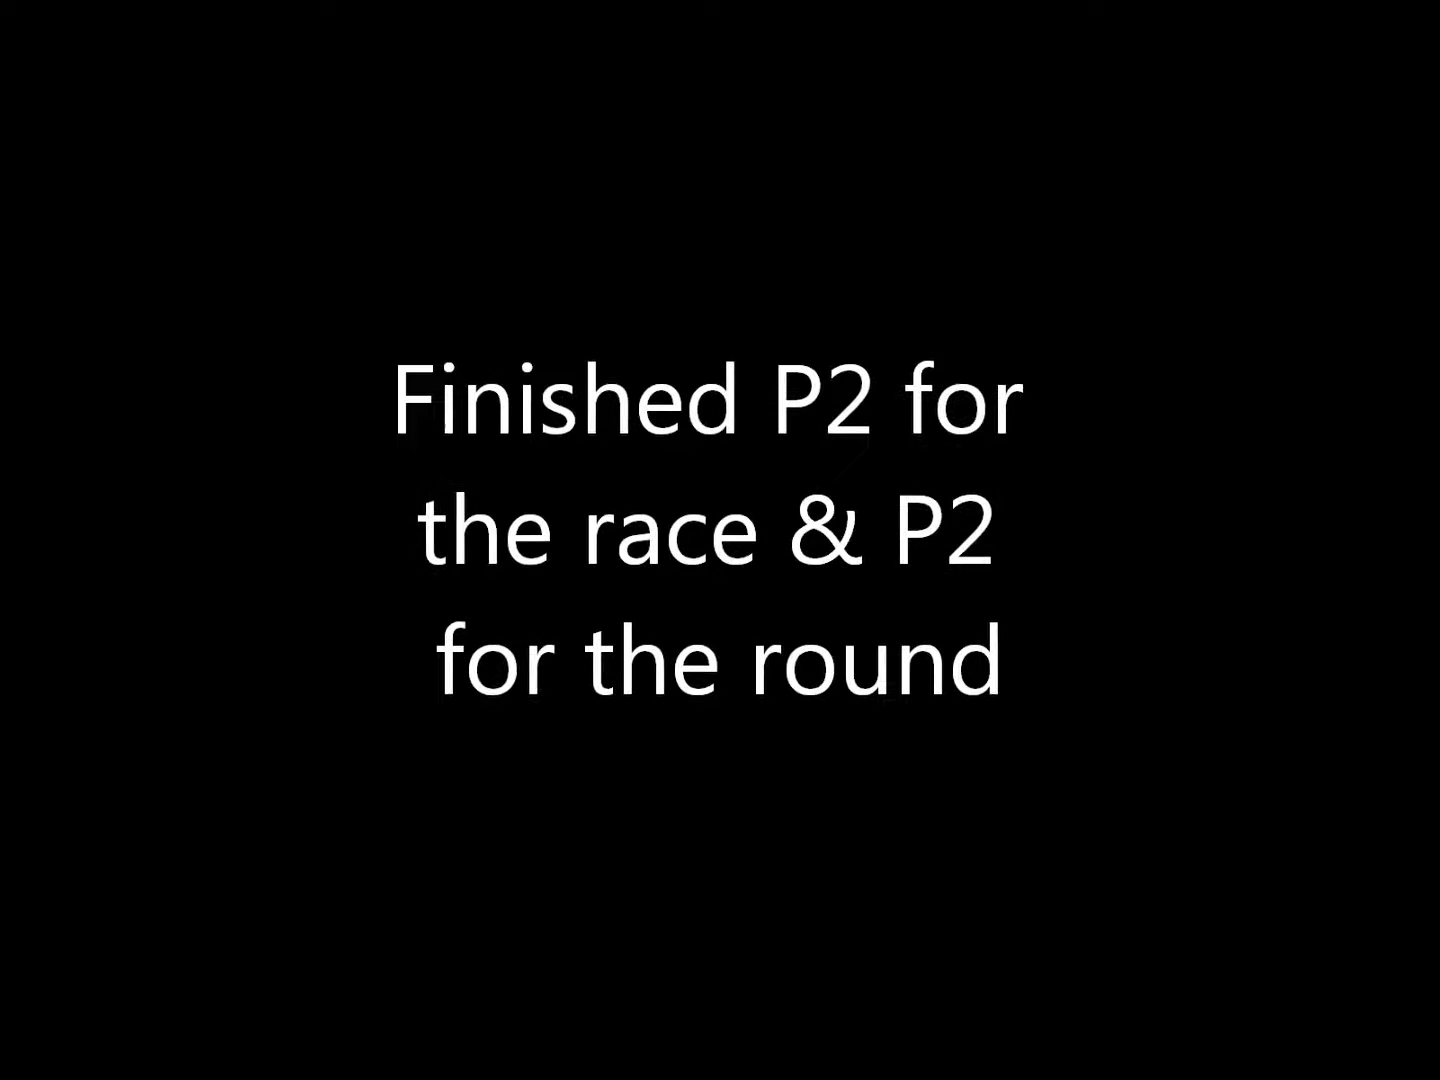 Finished P2 for
the race & P2
for the round